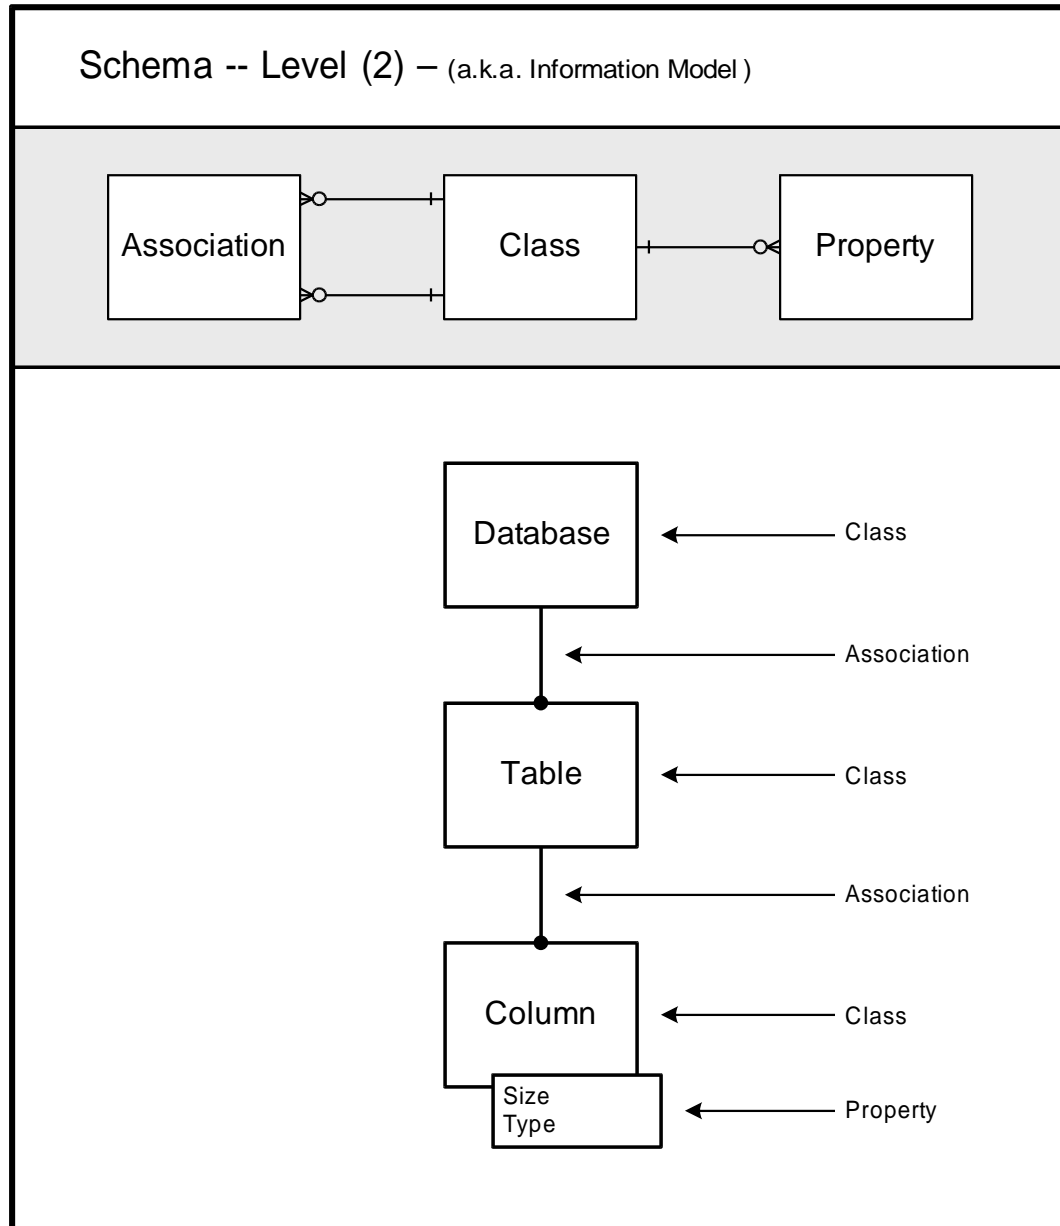 Schema -- Level (2) – (a.k.a. Information Model )
Association
Class
Property
Database
Class
Association
Table
Class
Association
Column
Class
Size
Type
Property